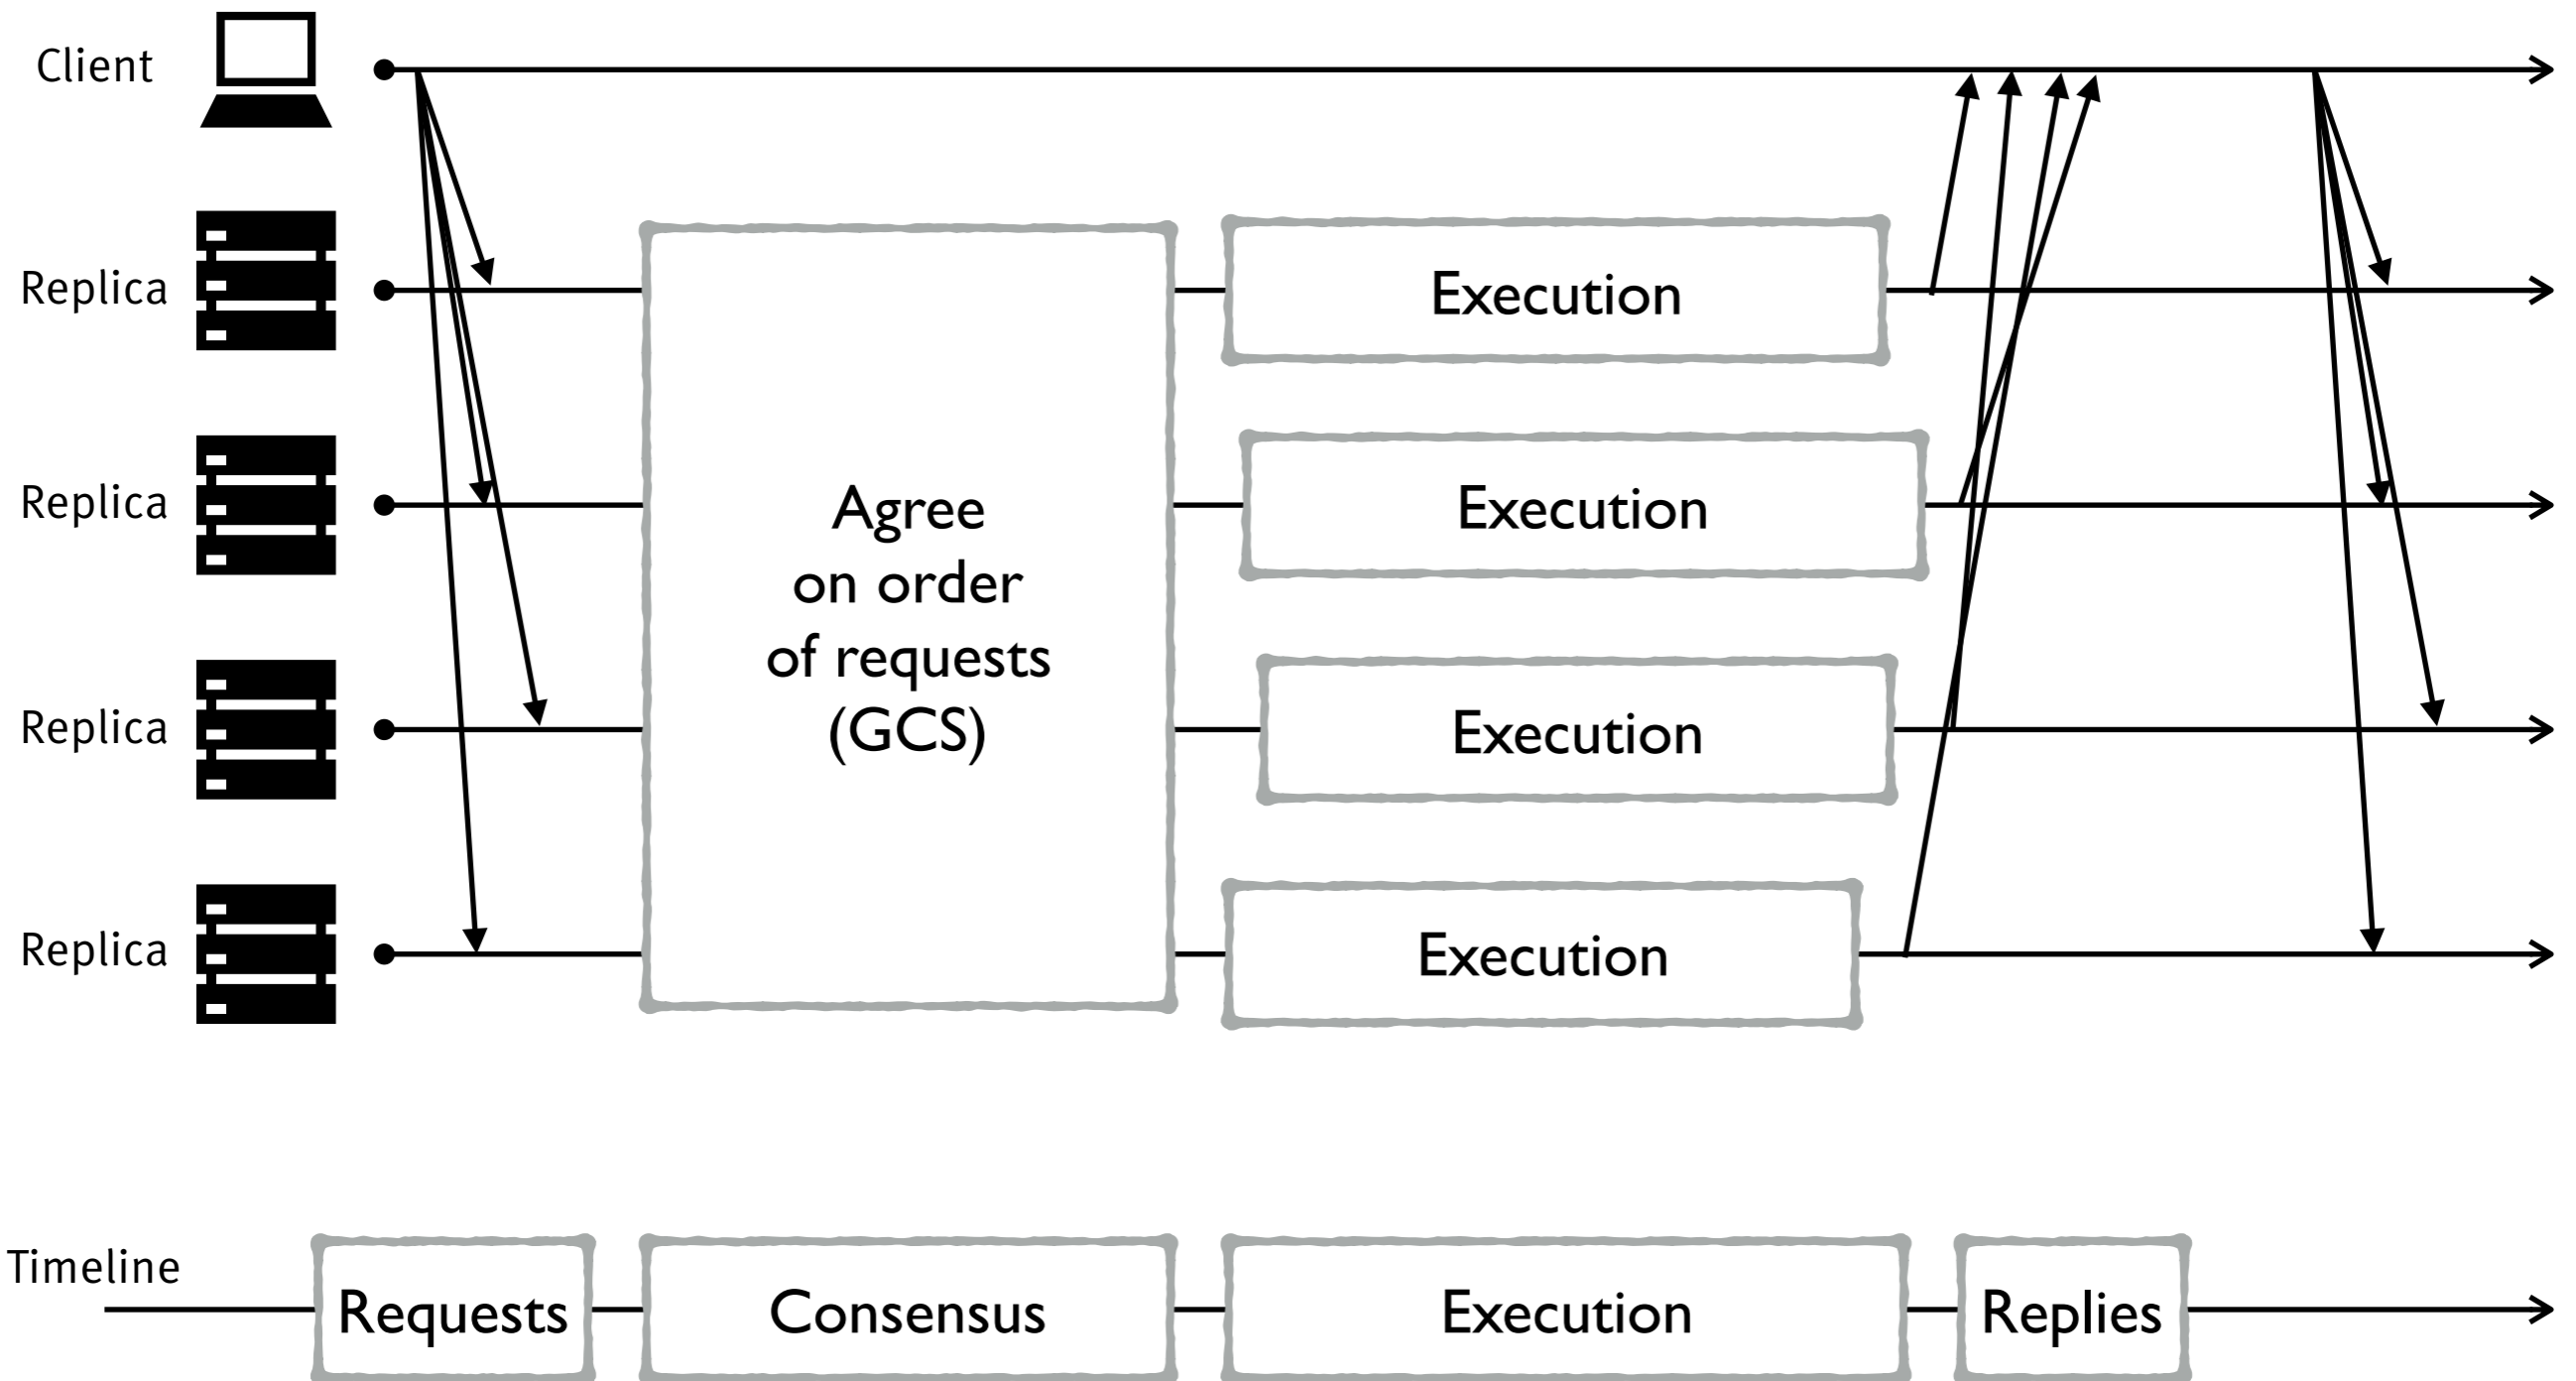 Client
Replica
Execution
Replica
Execution
Agree
on order
of requests
(GCS)
Replica
Execution
Replica
Execution
Timeline
Requests
Consensus
Execution
Replies